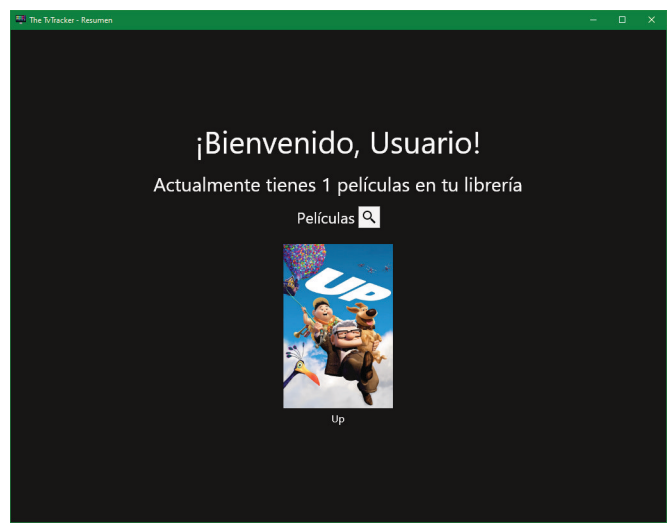 The TvTracker - Resumen
¡Bienvenido, Usuario!
Actualmente tienes 1 películas en tu librería
Películas
UP
Up